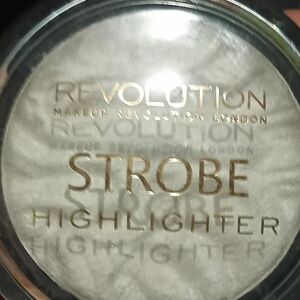 REVOLUTION
MAKEUP REVOLUTION LONDON
STROBE
HIGHLIGHTER